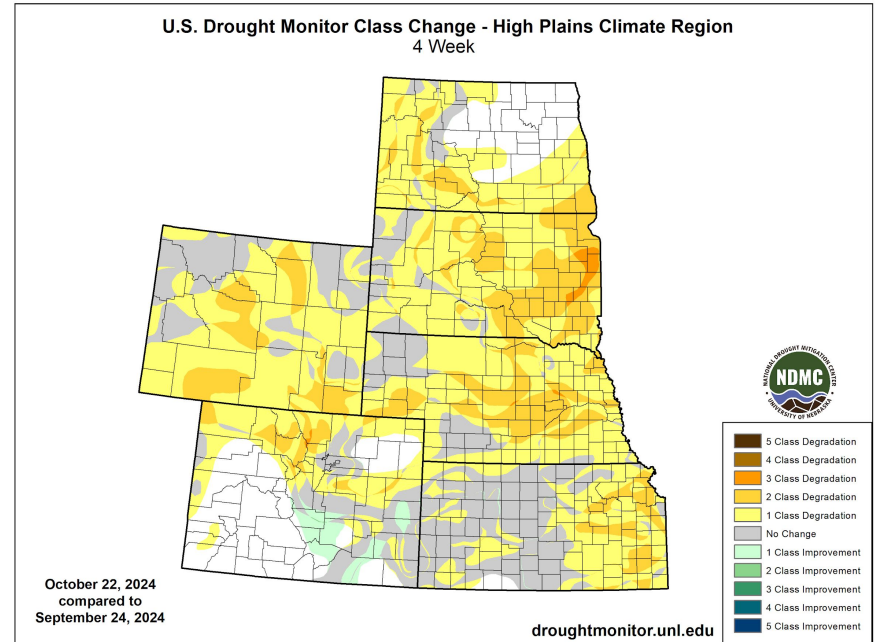 U.S. Drought Monitor Class Change - High Plains Climate Region
4 Week
NATIONAL DROUGHT MITIGATION CENTER
NDMC
UNIVERSITY OF NEBRASKA
5 Class Degradation
4 Class Degradation
3 Class Degradation
2 Class Degradation
1 Class Degradation
No Change
1 Class Improvement
2 Class Improvement
3 Class Improvement
4 Class Improvement
5 Class Improvement
October 22, 2024
compared to
September 24, 2024
droughtmonitor.unl.edu